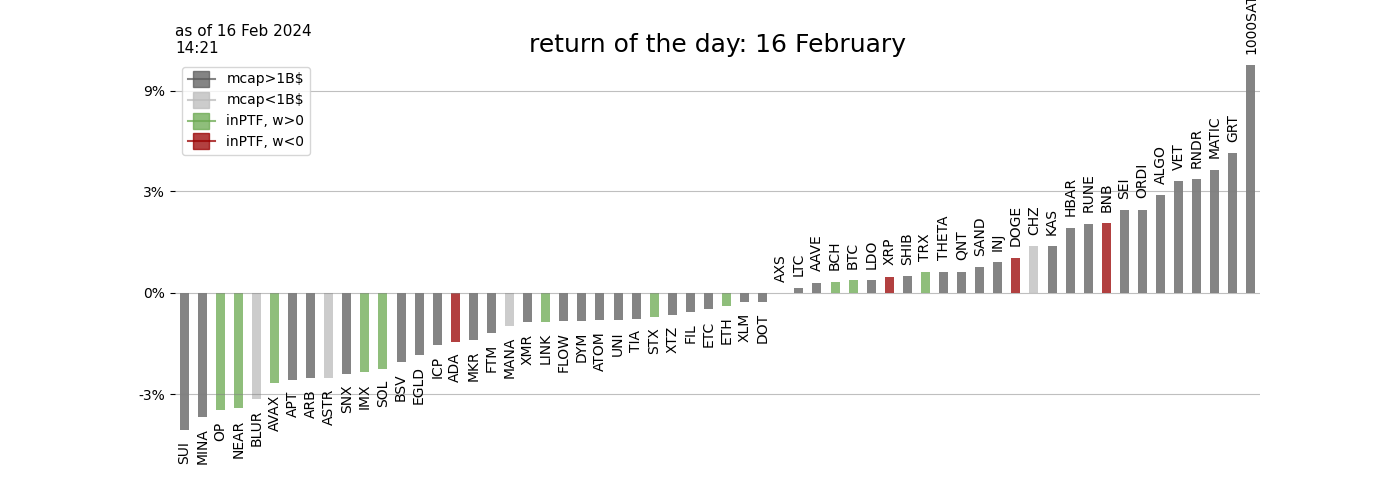 as of 16 Feb 2024
14:21
return of the day: 16 February
mcap>1B$
mcap<1B$
inPTF, w>0
inPTF, w<0
9%
3%
0%
-3%
SUI
MINA
OP
NEAR
BLUR
AVAX
APT
ARB
ASTR
SNX
IMX
SOL
BSV
EGLD
ICP
ADA
MKR
FTM
MANA
XMR
LINK
FLOW
DYM
ATOM
UNI
TIA
STX
XTZ
FIL
ETC
ETH
XLM
DOT
AXS
LTC
AAVE
BCH
BTC
LDO
XRP
SHIB
TRX
THETA
QNT
SAND
INJ
DOGE
CHZ
KAS
HBAR
RUNE
BNB
SEI
ORDI
ALGO
VET
RNDR
MATIC
GRT
1000SAT